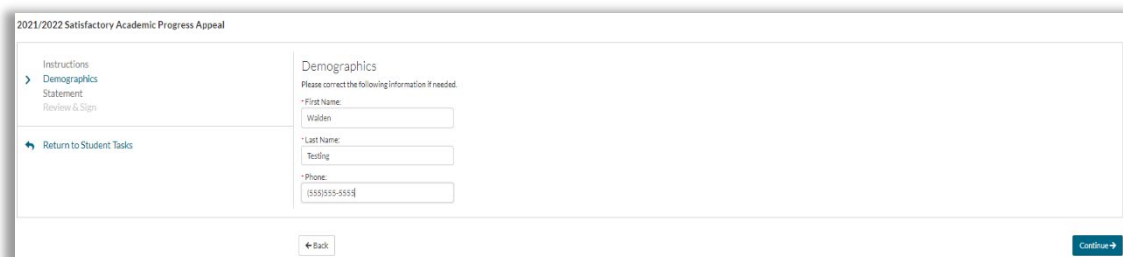 2021/2022 Satisfactory Academic Progress Appeal
Instructions
Demographics
Statement
Review & Sign
Return to Student Tasks
Demographics
Please correct the following information if needed.
*First Name:
Walden
*Last Name:
Testing
*Phone:
(555)555-5555
Back
Continue